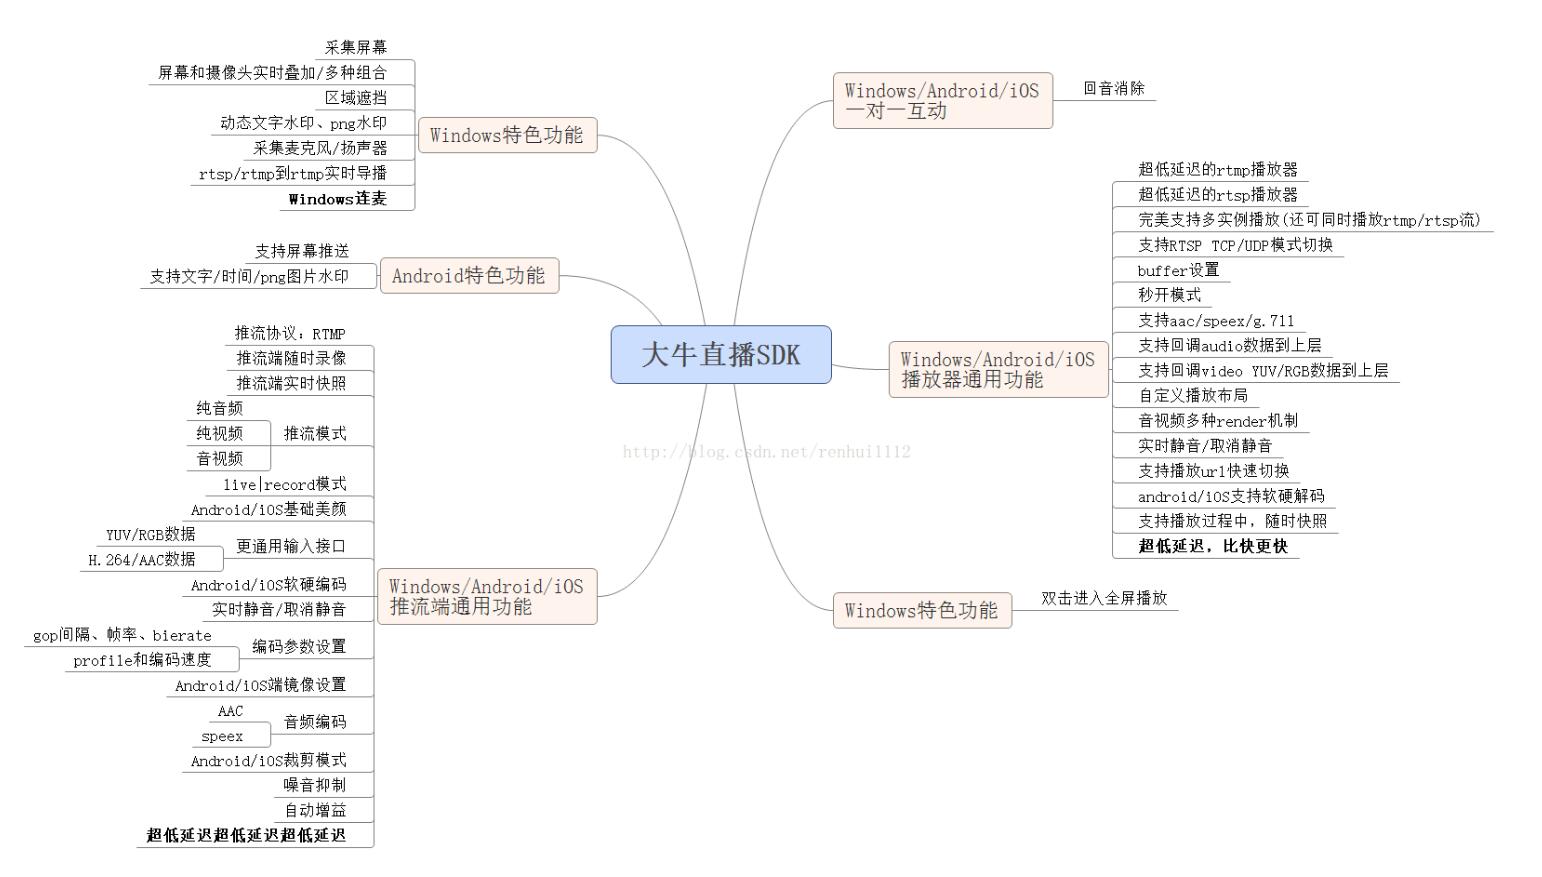 大牛直播SDK
Windows/Android/iOS
一对一互动
回音消除
Windows/Android/iOS
播放器通用功能
超低延迟的rtmp播放器
超低延迟的rtsp播放器
完美支持多实例播放(还可同时播放rtmp/rtsp流)
支持RTSP TCP/UDP模式切换
buffer设置
秒开模式
支持aac/speex/g.711
支持回调audio数据到上层
支持回调video YUV/RGB数据到上层
自定义播放布局
音视频多种render机制
实时静音/取消静音
支持播放url快速切换
android/iOS支持软硬解码
支持播放过程中，随时快照
超低延迟，比快更快
Windows特色功能
双击进入全屏播放
Windows特色功能
采集屏幕
屏幕和摄像头实时叠加/多种组合
区域遮挡
动态文字水印、png水印
采集麦克风/扬声器
rtsp/rtmp到rtmp实时导播
Windows连麦
Android特色功能
支持屏幕推送
支持文字/时间/png图片水印
Windows/Android/iOS
推流端通用功能
推流协议：RTMP
推流端随时录像
推流端实时快照
推流模式
纯音频
纯视频
音视频
live|record模式
Android/iOS基础美颜
更通用输入接口
YUV/RGB数据
H.264/AAC数据
Android/iOS软硬编码
实时静音/取消静音
编码参数设置
gop间隔、帧率、bierate
profile和编码速度
Android/iOS端镜像设置
音频编码
AAC
speex
Android/iOS裁剪模式
噪音抑制
自动增益
超低延迟超低延迟超低延迟
http://blog.csdn.net/renhui1112